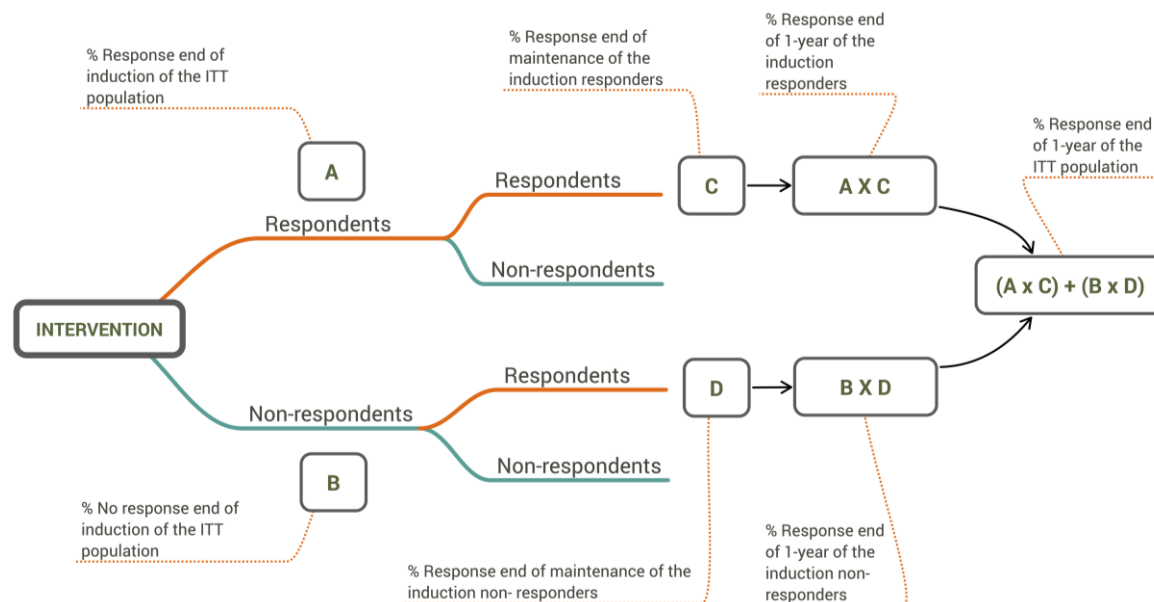 % Response end of
induction of the ITT
population
% Response end of
maintenance of the
induction responders
% Response end
of 1-year of the
induction
responders
% Response end
of 1-year of the
ITT population
A
Respondents
C
A X C
Respondents
Non-respondents
(A x C) + (B x D)
INTERVENTION
Respondents
D
B X D
Non-respondents
Non-respondents
B
% No response end of
induction of the ITT
population
% Response end of maintenance of the
induction non- responders
% Response end
of 1-year of the
induction non-
responders